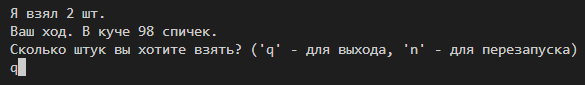 Я взял 2 шт.
Ваш ход. В куче 98 спичек.
Сколько штук вы хотите взять? ('q' - для выхода, 'n' - для перезапуска)
q